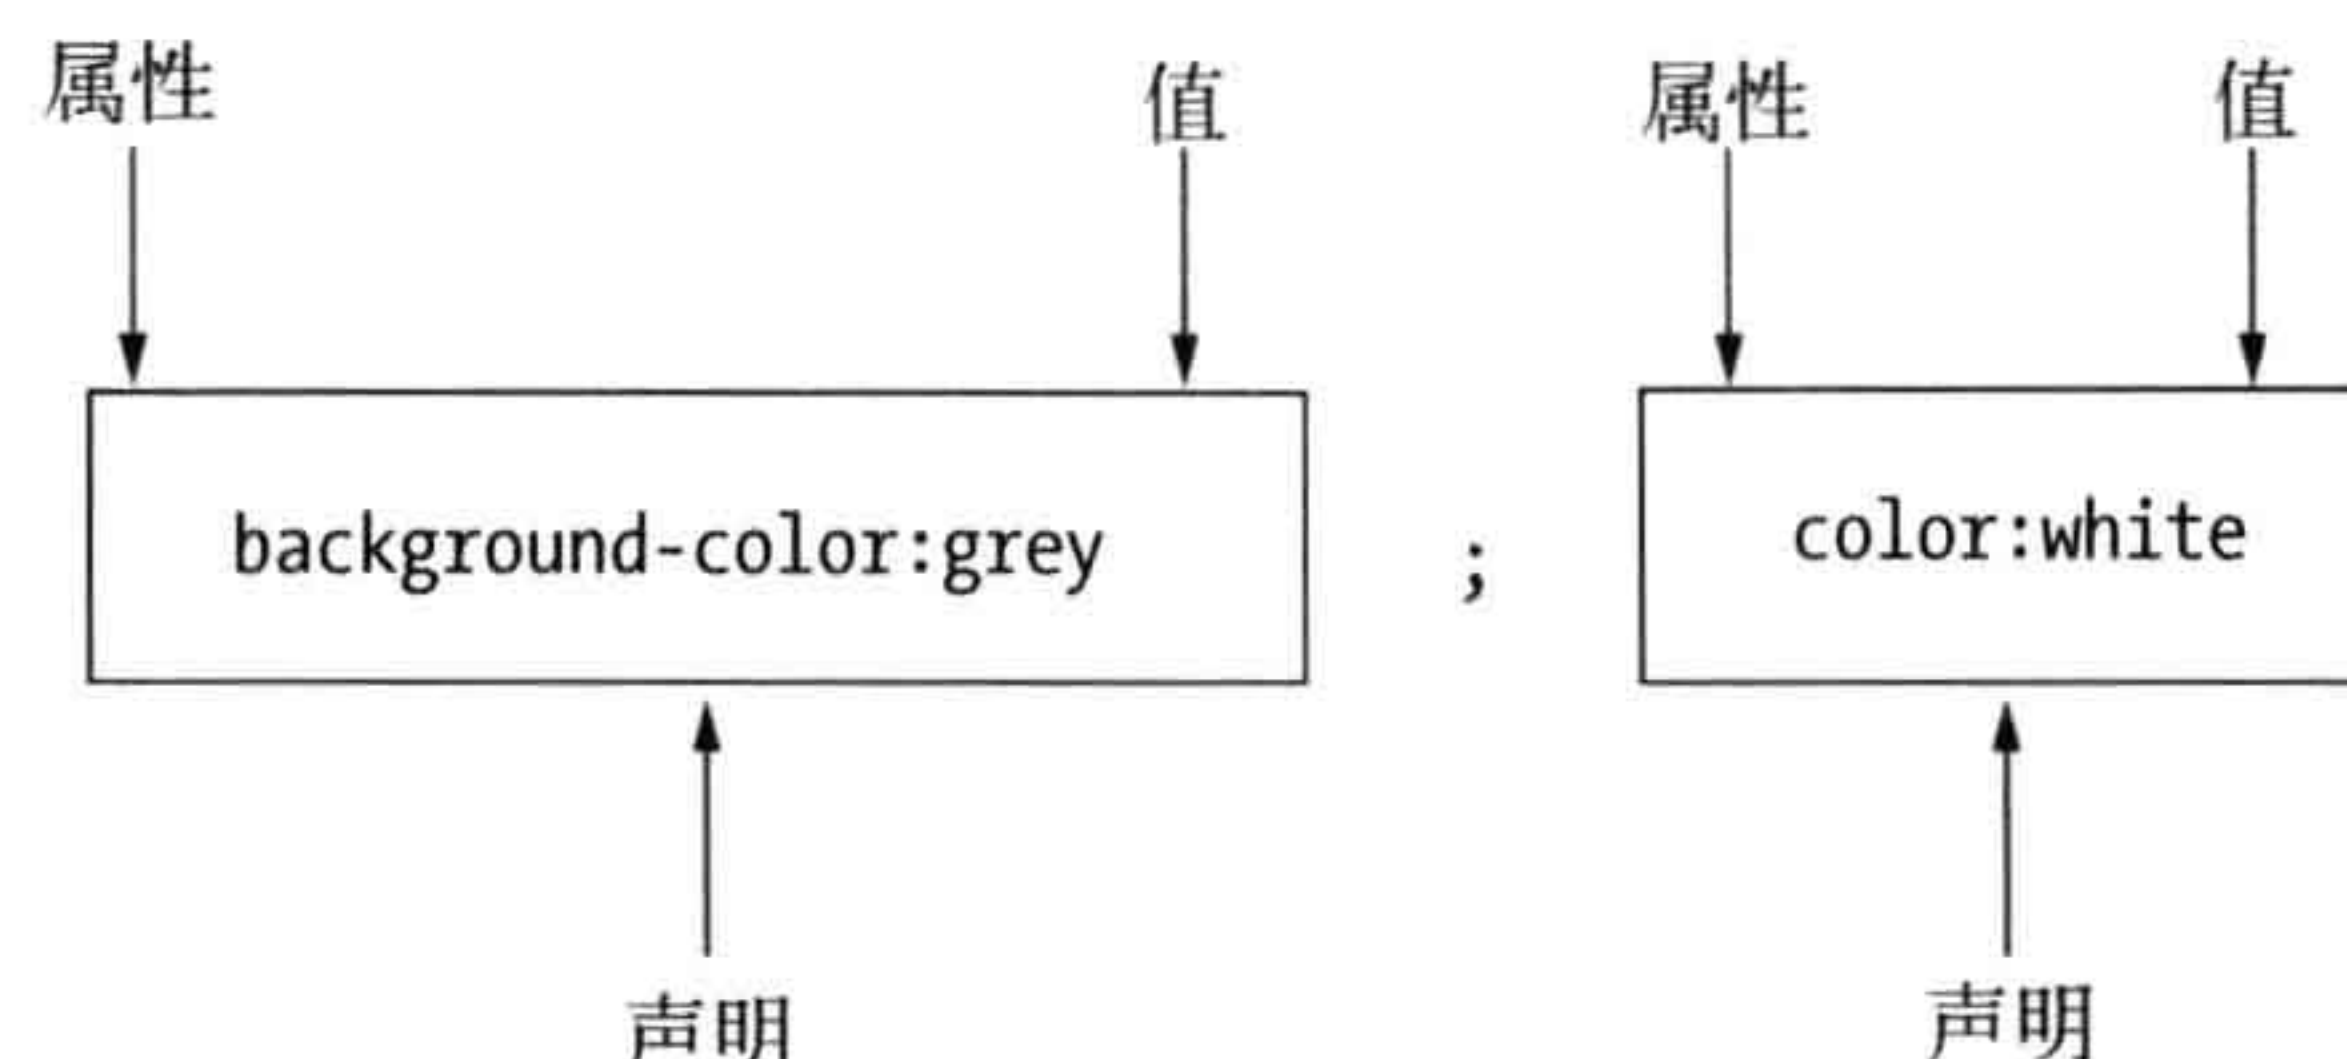 属性 值 属性 值
background-color:grey ; color:white
声明 声明